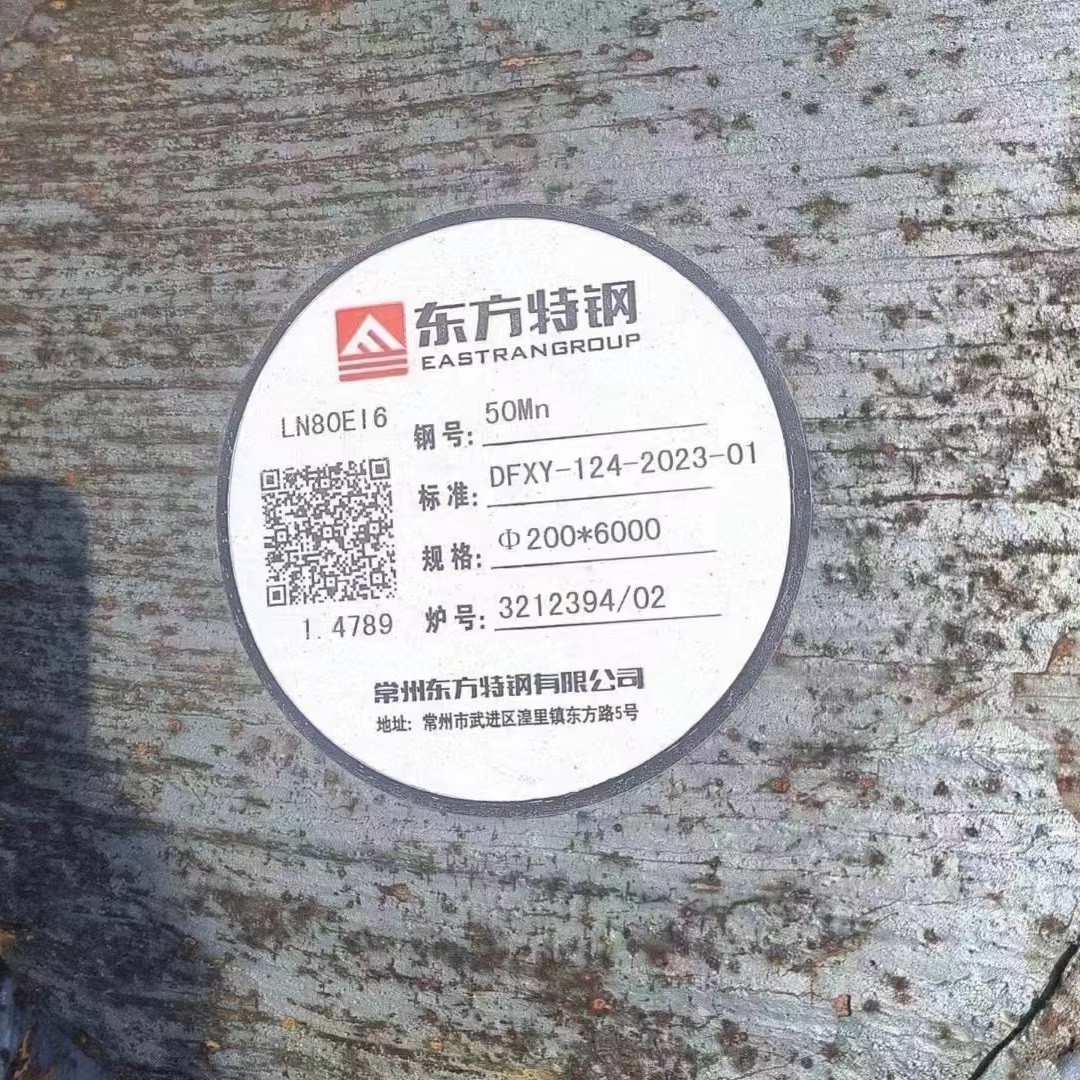 东方特钢
EASTRANGROUP
LN80EI6
钢号: 50Mn
标准: DFXY-124-2023-01
规格: Φ200*6000
炉号: 3212394/02
1.4789
常州东方特钢有限公司
地址: 常州市武进区湟里镇东方路5号